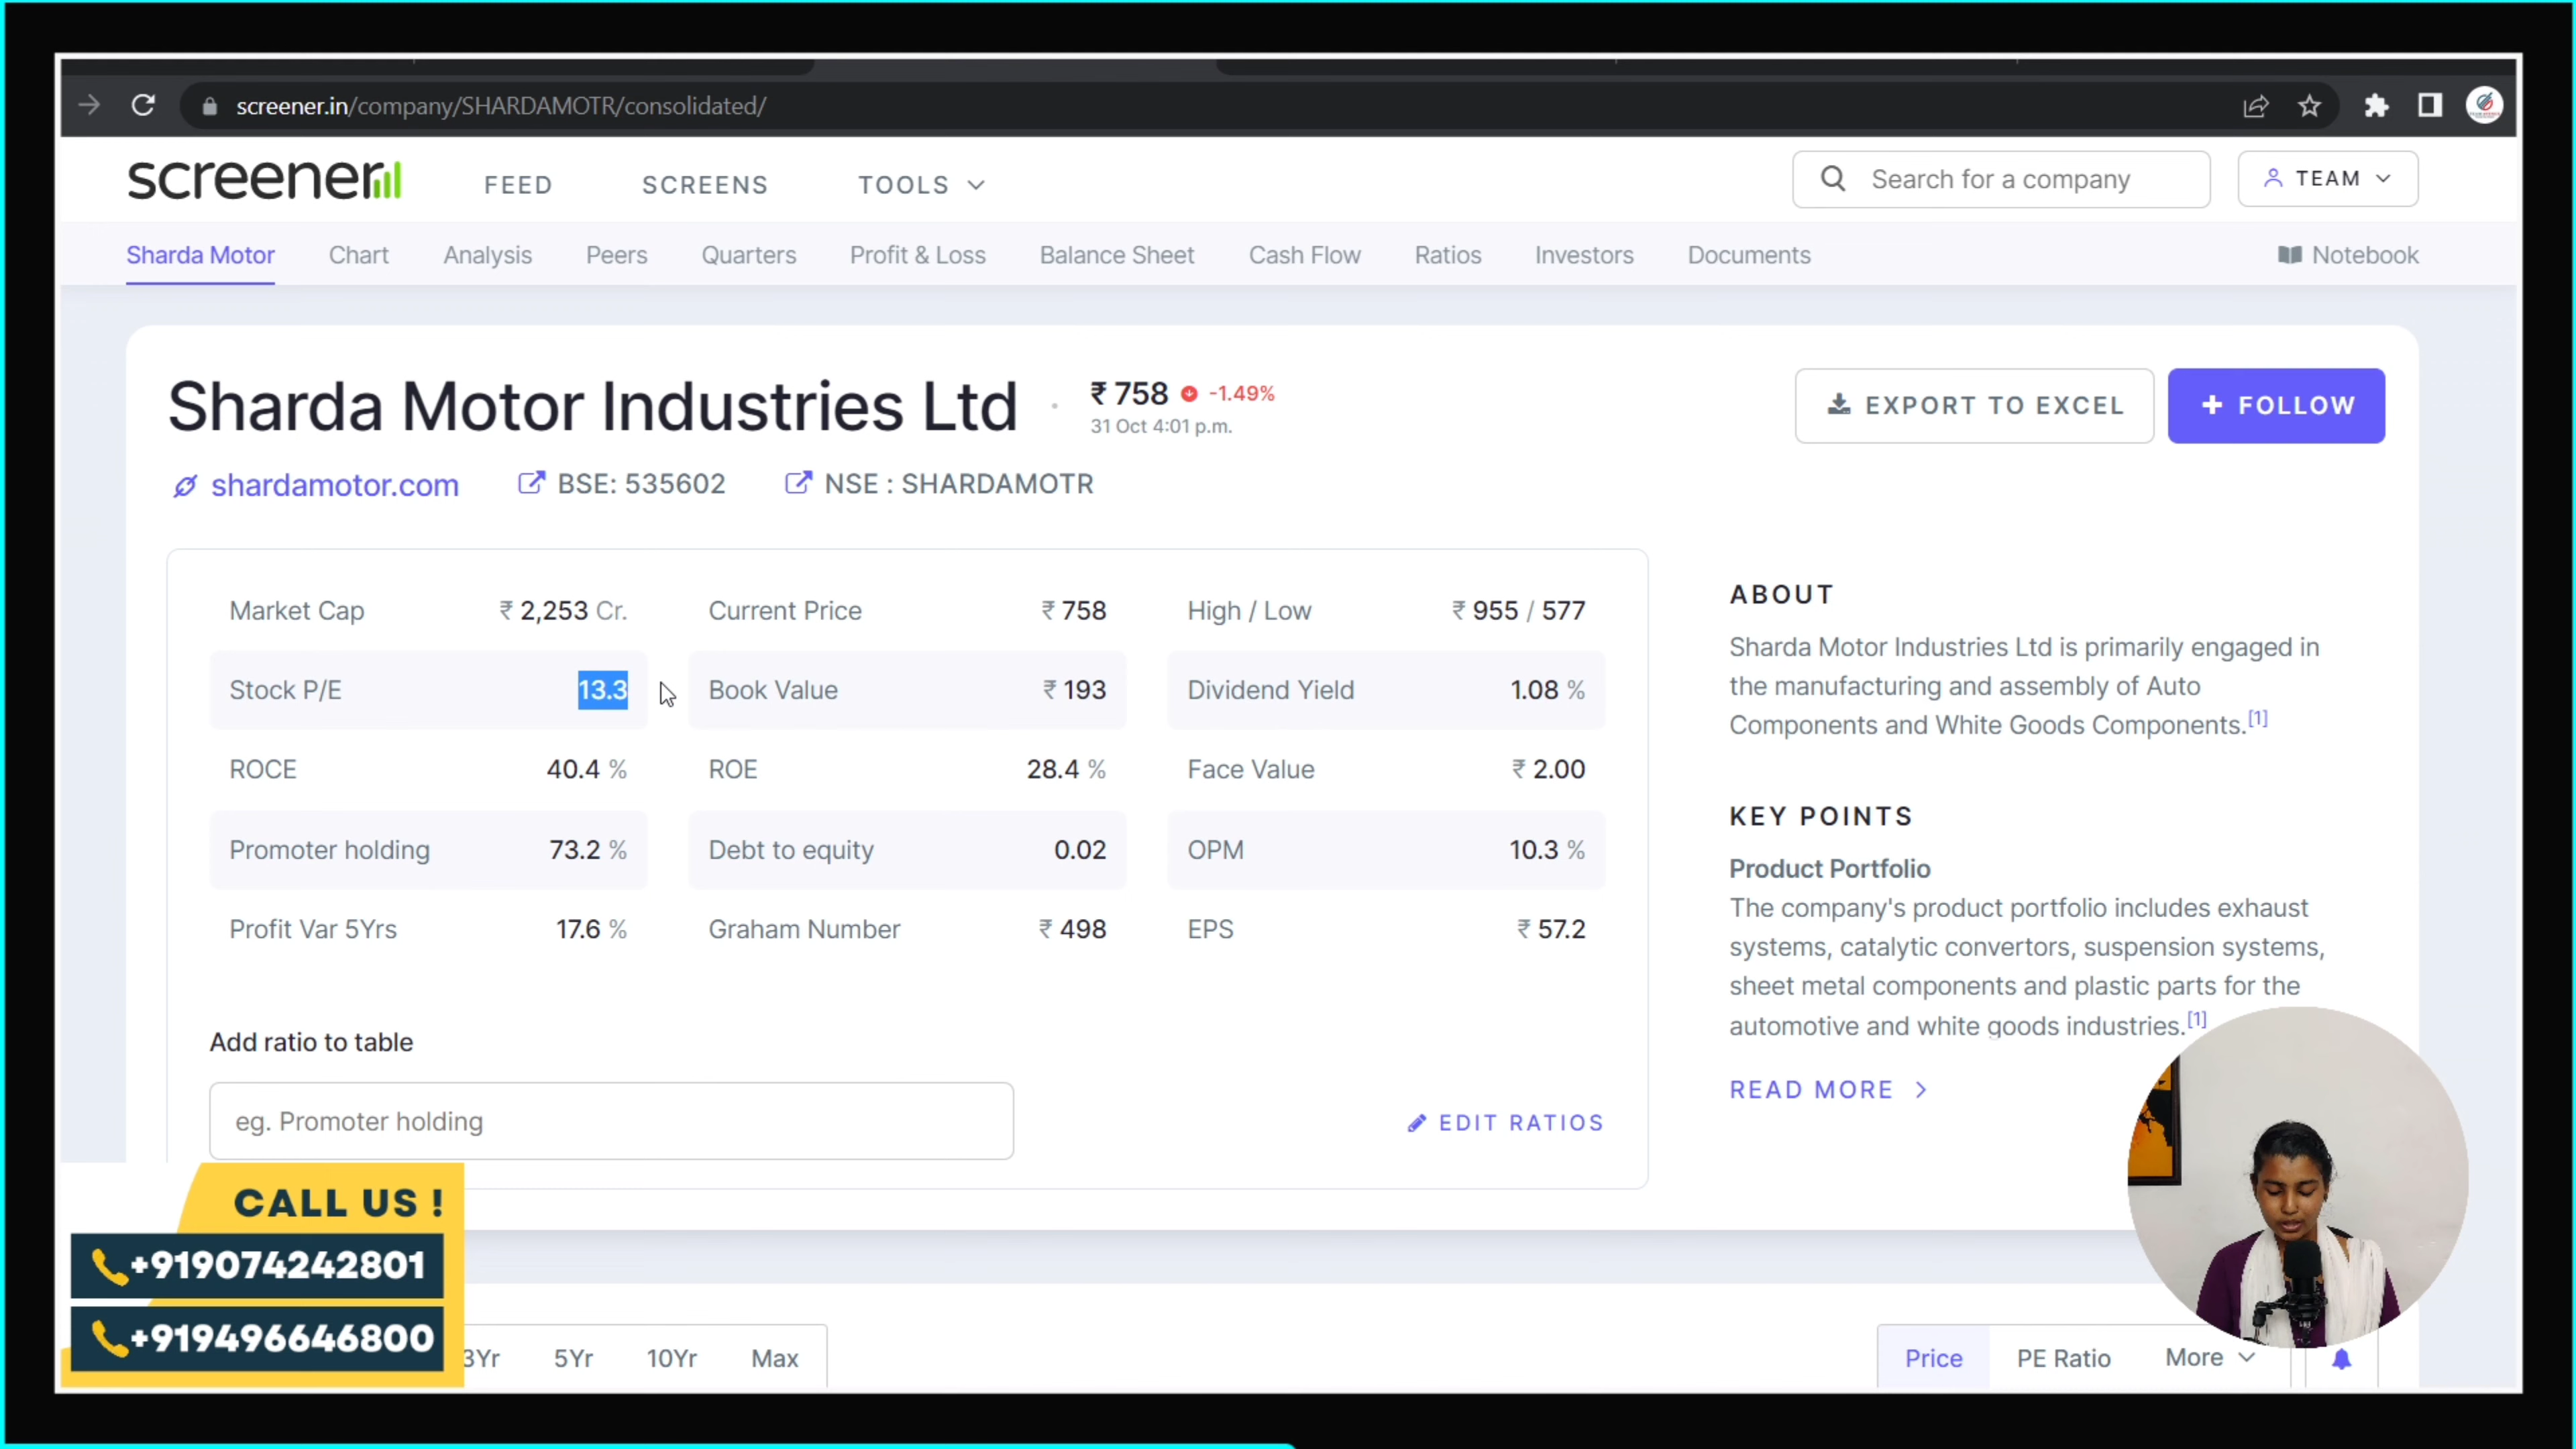 screener.in/company/SHARDAMOTR/consolidated/
screener
FEED SCREENS TOOLS
Search for a company
TEAM
Sharda Motor Chart Analysis Peers Quarters Profit & Loss Balance Sheet Cash Flow Ratios Investors Documents Notebook
Sharda Motor Industries Ltd
₹ 758 -1.49%
31 Oct 4:01 p.m.
EXPORT TO EXCEL
+ FOLLOW
shardamotor.com BSE: 535602 NSE : SHARDAMOTR
Market Cap ₹ 2,253 Cr. Current Price ₹ 758 High / Low ₹ 955 / 577
Stock P/E 13.3 Book Value ₹ 193 Dividend Yield 1.08 %
ROCE 40.4 % ROE 28.4 % Face Value ₹ 2.00
Promoter holding 73.2 % Debt to equity 0.02 OPM 10.3 %
Profit Var 5Yrs 17.6 % Graham Number ₹ 498 EPS ₹ 57.2
Add ratio to table
eg. Promoter holding
EDIT RATIOS
ABOUT
Sharda Motor Industries Ltd is primarily engaged in
the manufacturing and assembly of Auto
Components and White Goods Components.[1]
KEY POINTS
Product Portfolio
The company's product portfolio includes exhaust
systems, catalytic convertors, suspension systems,
sheet metal components and plastic parts for the
automotive and white goods industries.[1]
READ MORE
CALL US !
+919074242801
+919496646800
3Yr 5Yr 10Yr Max
Price PE Ratio More